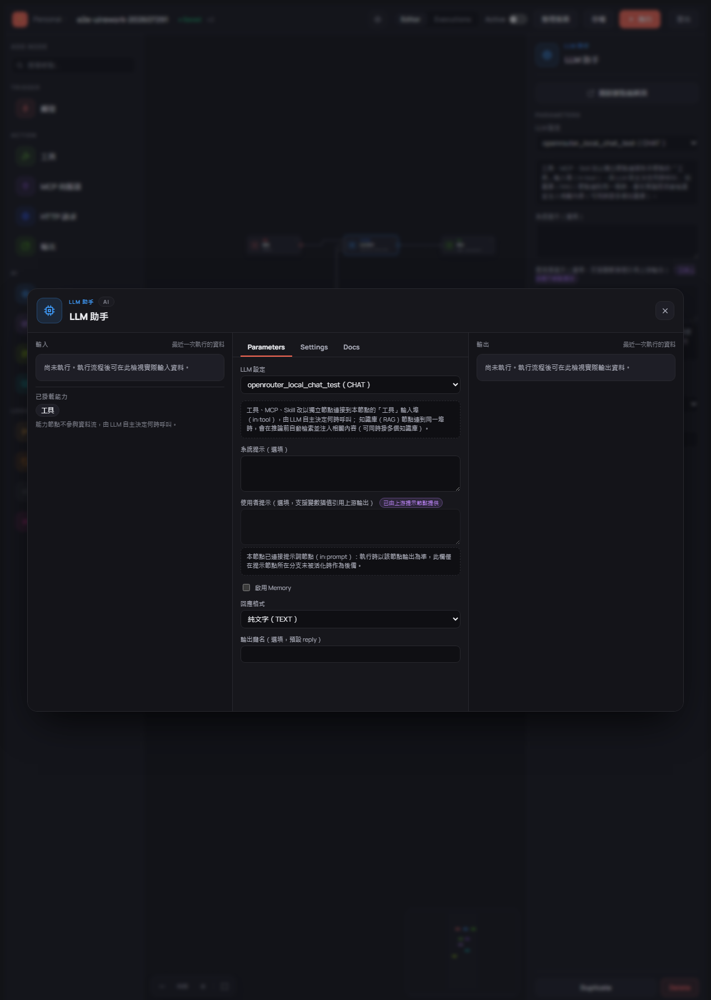 LLM 助手 AI
LLM 助手
輸入 最近一次執行的資料
尚未執行。執行流程後可在此檢視實際輸入資料。
已掛載能力
工具
能力節點不參與資料流，由 LLM 自主決定何時呼叫。
Parameters Settings Docs
LLM 設定
openrouter_local_chat_test（CHAT）
工具、MCP、Skill 改以獨立節點連接到本節點的「工具」輸入埠
（in:tool），由 LLM 自主決定何時呼叫；知識庫（RAG）節點連到同一埠
時，會在推論前自動檢索並注入相關內容（可同時掛多個知識庫）。
系統提示（選填）
使用者提示（選填，支援變數插值引用上游輸出） 已由上游提示節點提供
本節點已連接提示詞節點（in:prompt）：執行時以該節點輸出為準，此欄僅
在提示節點所在分支未被活化時作為後備。
啟用 Memory
回應格式
純文字（TEXT）
輸出鍵名（選填，預設 reply）
輸出 最近一次執行的資料
尚未執行。執行流程後可在此檢視實際輸出資料。
Editor
工具
MCP 伺服器
LLM 助手
openrouter_local_chat_test（CHAT）
Duplicate
Delete